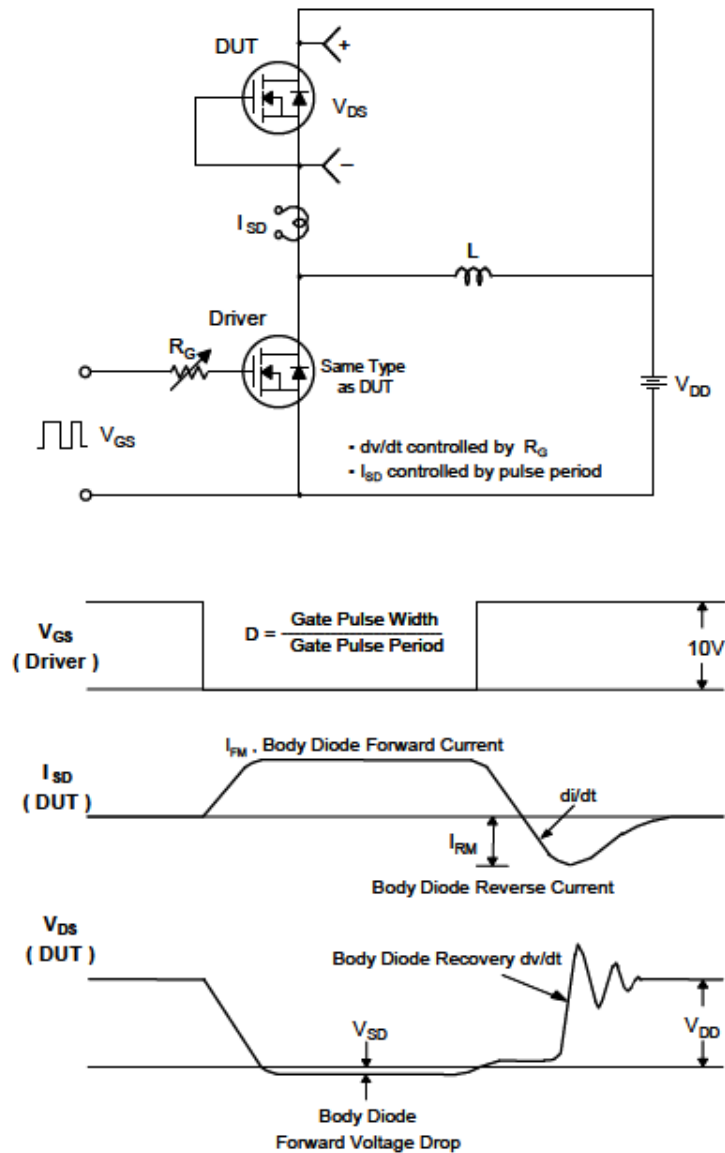 DUT
+
V_DS
–
I_SD
L
Driver
R_G
Same Type
as DUT
V_DD
V_GS
- dv/dt controlled by R_G
- I_SD controlled by pulse period
V_GS
( Driver )
D = Gate Pulse Width
Gate Pulse Period
10V
I_FM , Body Diode Forward Current
I_SD
( DUT )
di/dt
I_RM
Body Diode Reverse Current
V_DS
( DUT )
Body Diode Recovery dv/dt
V_SD
V_DD
Body Diode
Forward Voltage Drop